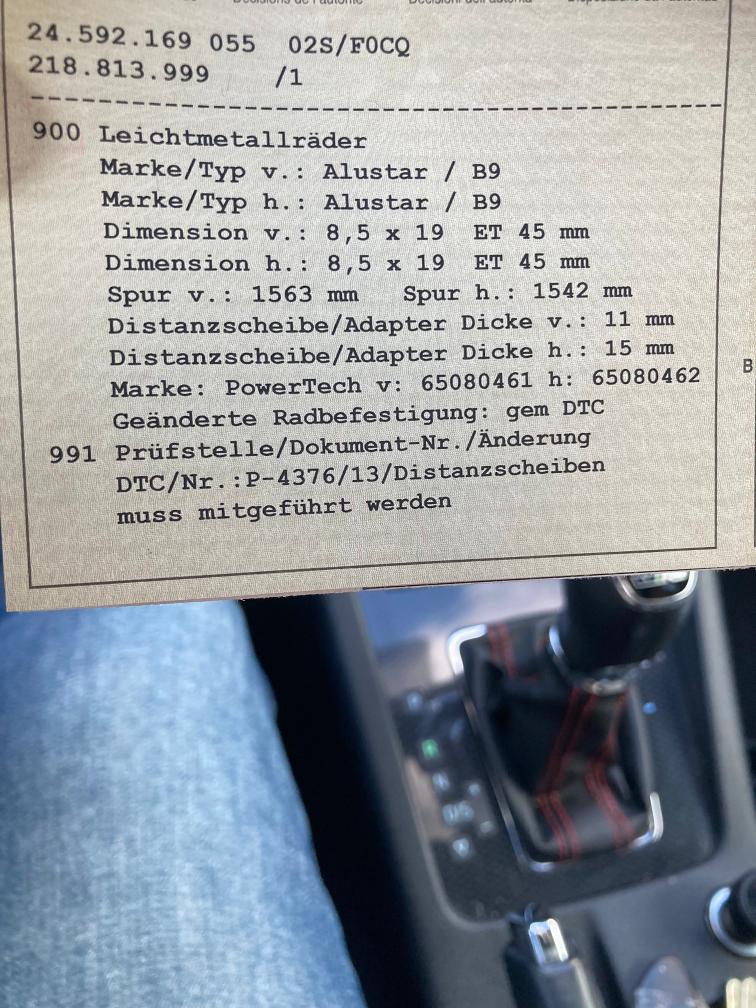 24.592.169 055 02S/F0CQ
218.813.999 /1
900 Leichtmetallräder
Marke/Typ v.: Alustar / B9
Marke/Typ h.: Alustar / B9
Dimension v.: 8,5 x 19 ET 45 mm
Dimension h.: 8,5 x 19 ET 45 mm
Spur v.: 1563 mm Spur h.: 1542 mm
Distanzscheibe/Adapter Dicke v.: 11 mm
Distanzscheibe/Adapter Dicke h.: 15 mm
Marke: PowerTech v: 65080461 h: 65080462
Geänderte Radbefestigung: gem DTC
991 Prüfstelle/Dokument-Nr./Änderung
DTC/Nr.:P-4376/13/Distanzscheiben
muss mitgeführt werden
B